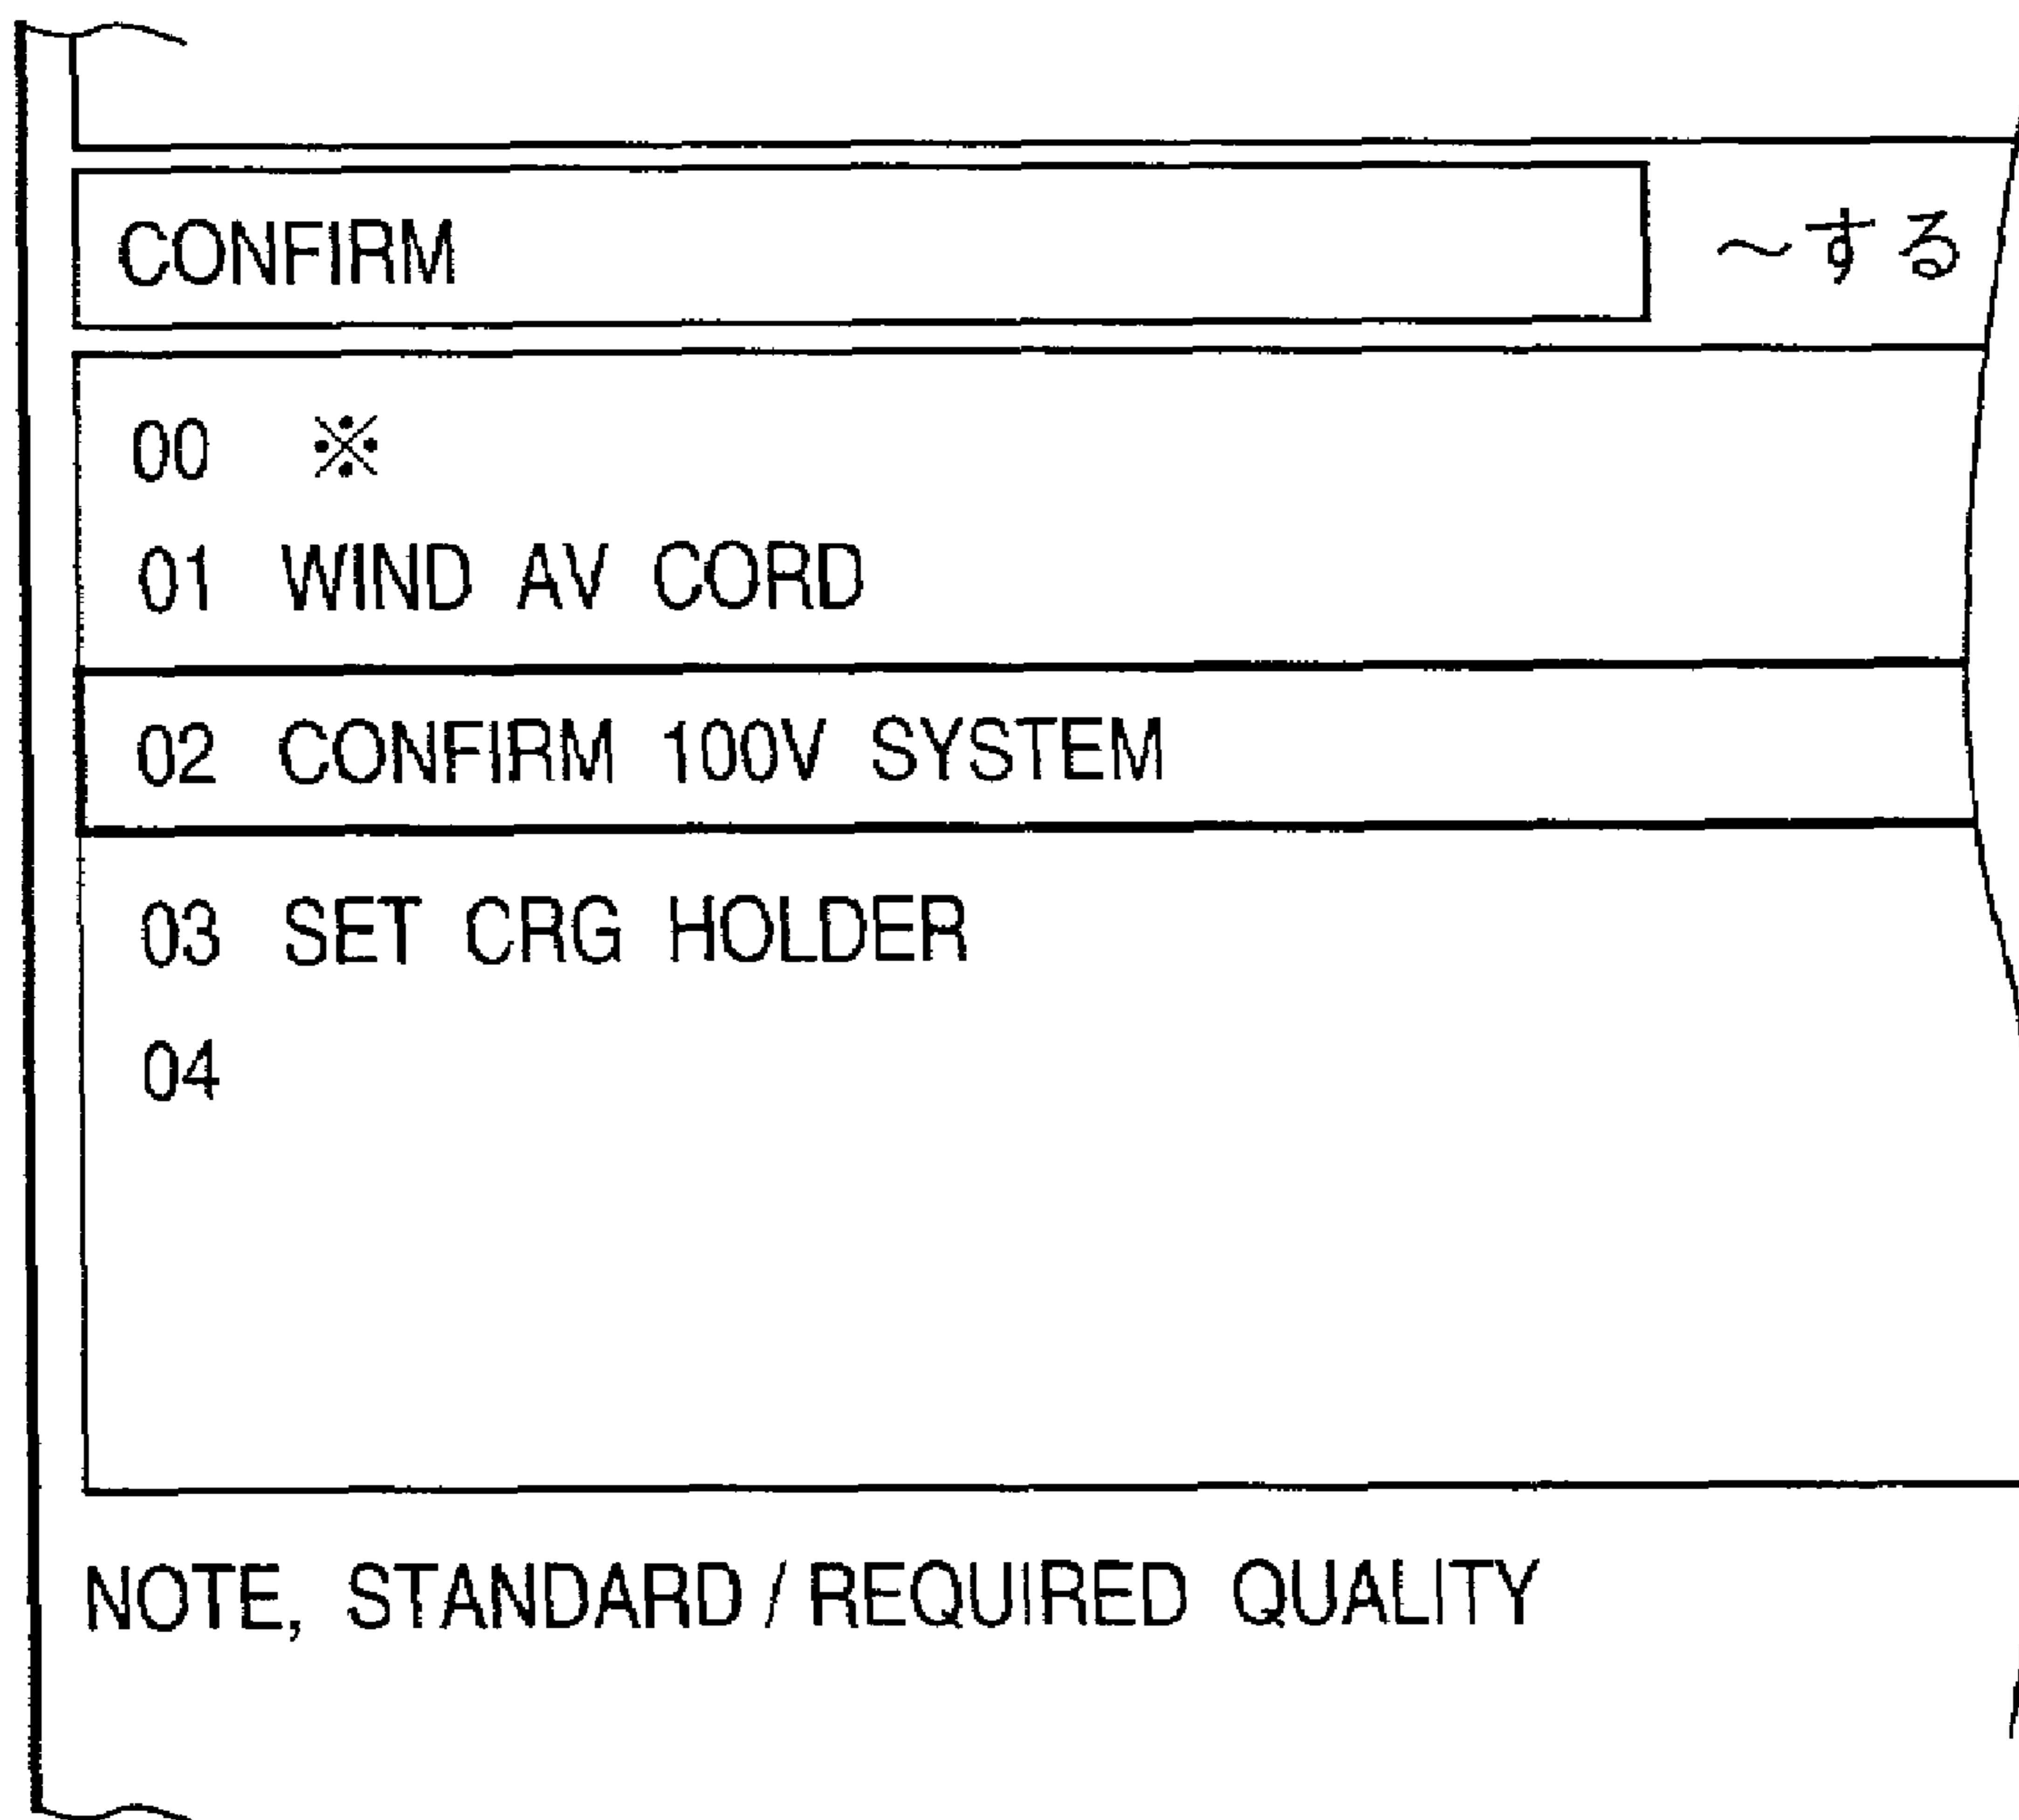 CONFIRM ～する
00 ※
01 WIND AV CORD
02 CONFIRM 100V SYSTEM
03 SET CRG HOLDER
04
NOTE, STANDARD / REQUIRED QUALITY